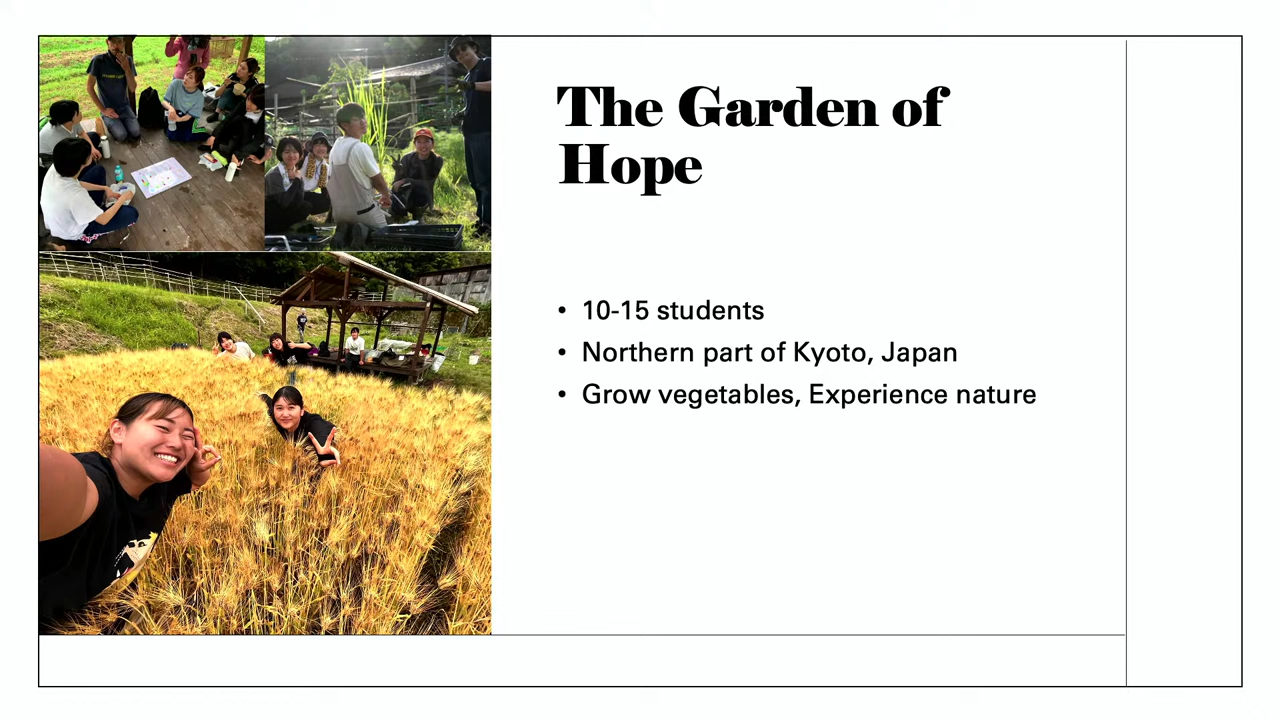 The Garden of
Hope
• 10-15 students
• Northern part of Kyoto, Japan
• Grow vegetables, Experience nature